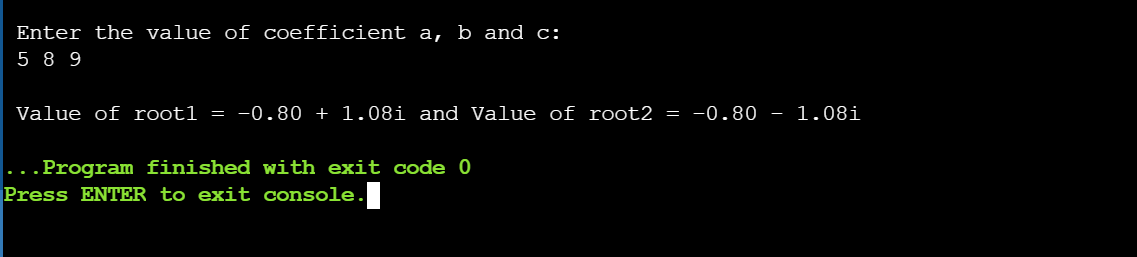 Enter the value of coefficient a, b and c:
5 8 9
Value of root1 = -0.80 + 1.08i and Value of root2 = -0.80 - 1.08i
...Program finished with exit code 0
Press ENTER to exit console.